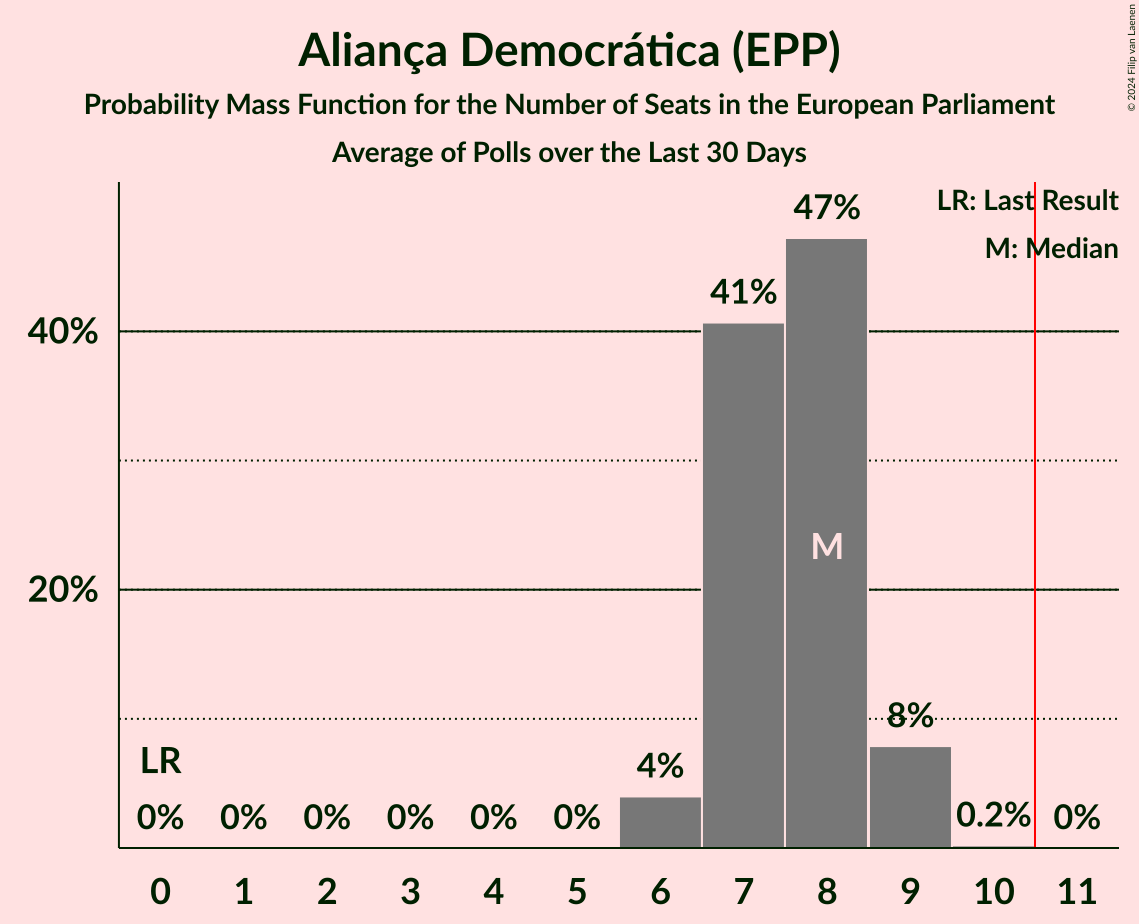 Aliança Democrática (EPP)
Probability Mass Function for the Number of Seats in the European Parliament
Average of Polls over the Last 30 Days
© 2024 Filip van Laenen
LR: Last Result
M: Median
47%
41%
40%
M
20%
8%
LR
4%
0% 0% 0% 0% 0% 0% 0.2% 0%
0 1 2 3 4 5 6 7 8 9 10 11